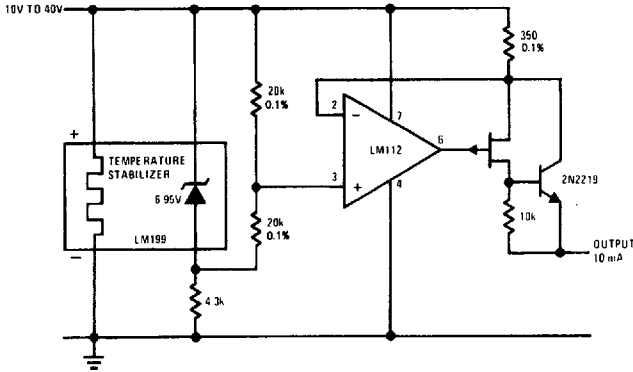 10V TO 40V
350
0.1%
20k
0.1%
2
−
7
+
LM112
6
TEMPERATURE
STABILIZER
6.95V
3
+
4
2N2219
20k
0.1%
10k
LM199
−
OUTPUT
10 mA
4.3k